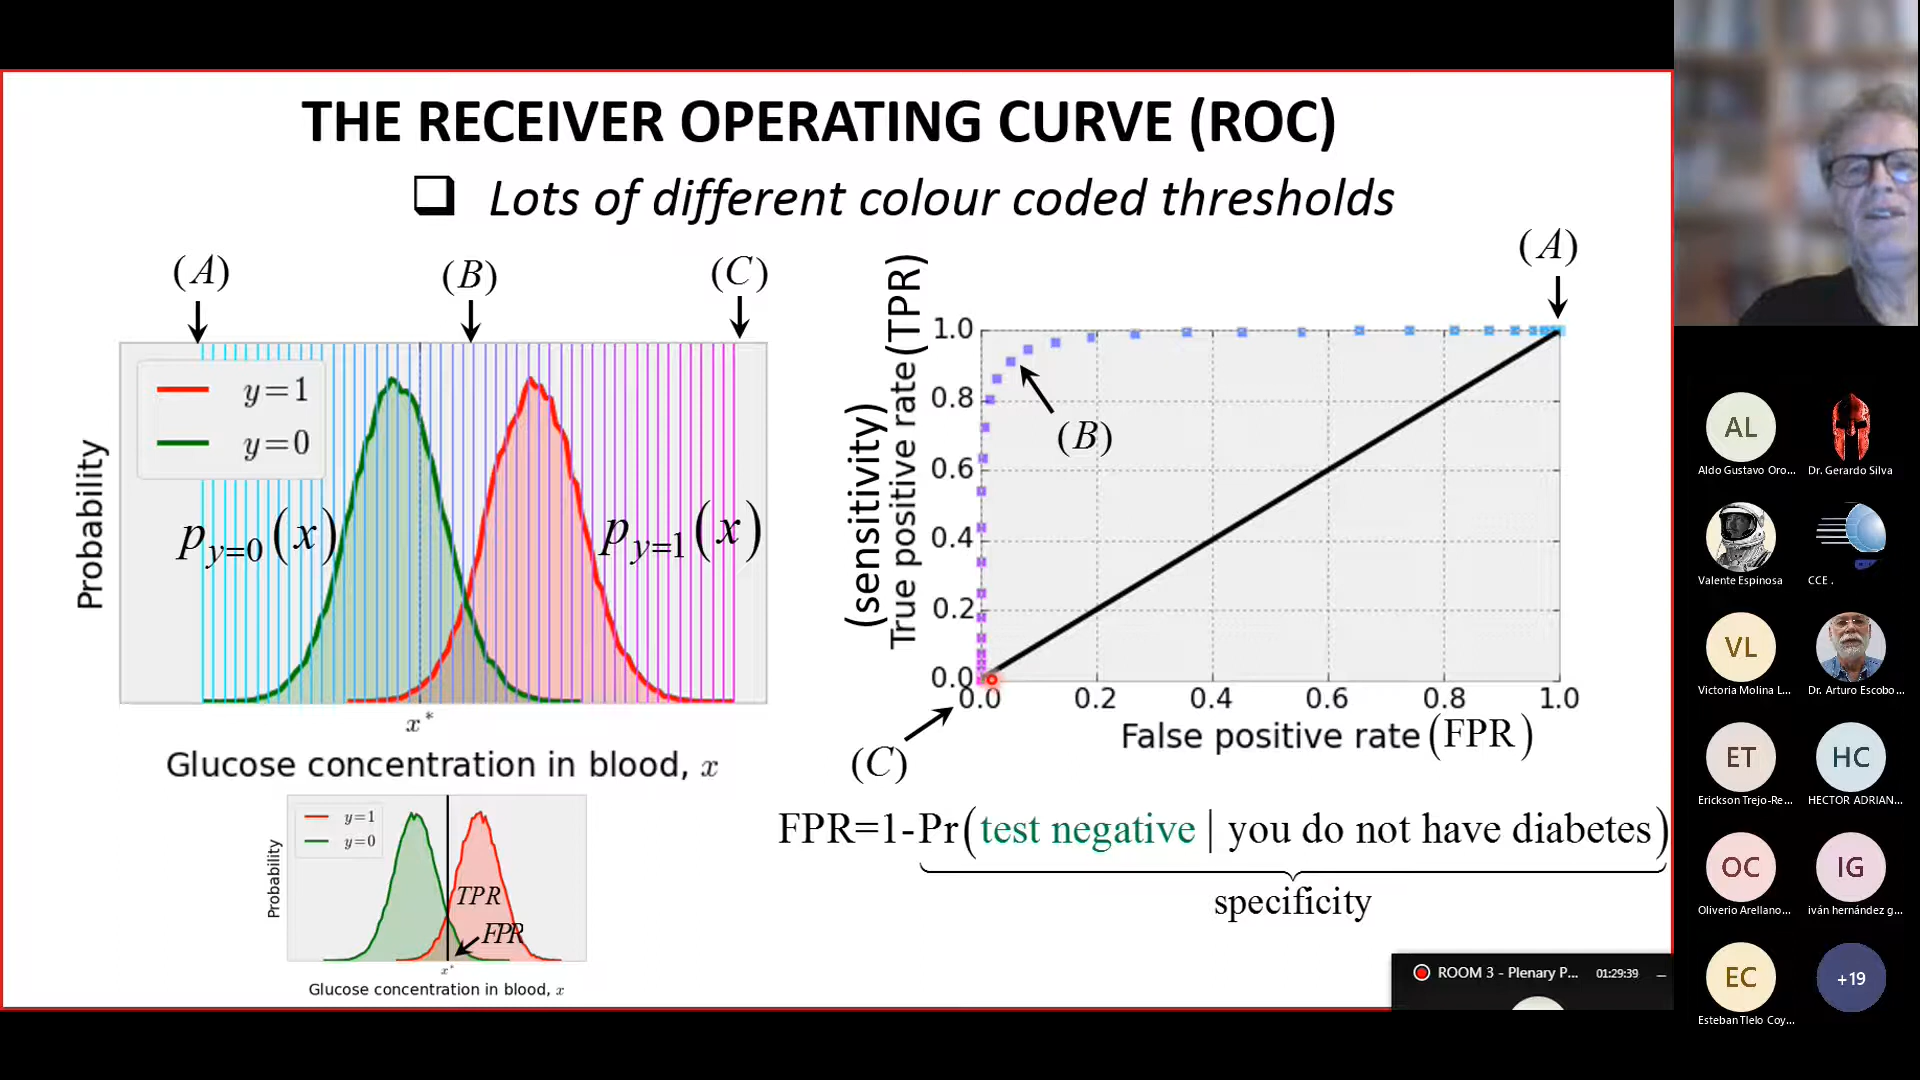 THE RECEIVER OPERATING CURVE (ROC)
❑ Lots of different colour coded thresholds
(A)
(B)
(C)
y=1
y=0
Probability
p_{y=0}(x)
p_{y=1}(x)
x*
Glucose concentration in blood, x
(A)
(sensitivity)
True positive rate (TPR)
1.0
0.8
0.6
0.4
0.2
0.0
(B)
0.0 0.2 0.4 0.6 0.8 1.0
False positive rate (FPR)
(C)
y=1
y=0
Probability
TPR
FPR
x*
Glucose concentration in blood, x
FPR=1-Pr(test negative | you do not have diabetes)
specificity
ROOM 3 - Plenary P... 01:29:39
AL
Aldo Gustavo Oro...
Dr. Gerardo Silva
Valente Espinosa
CCE .
VL
Victoria Molina L...
Dr. Arturo Escobo...
ET
Erickson Trejo-Re...
HC
HECTOR ADRIAN...
OC
Oliverio Arellano...
IG
iván hernández g...
EC
Esteban Tlelo Coy...
+19